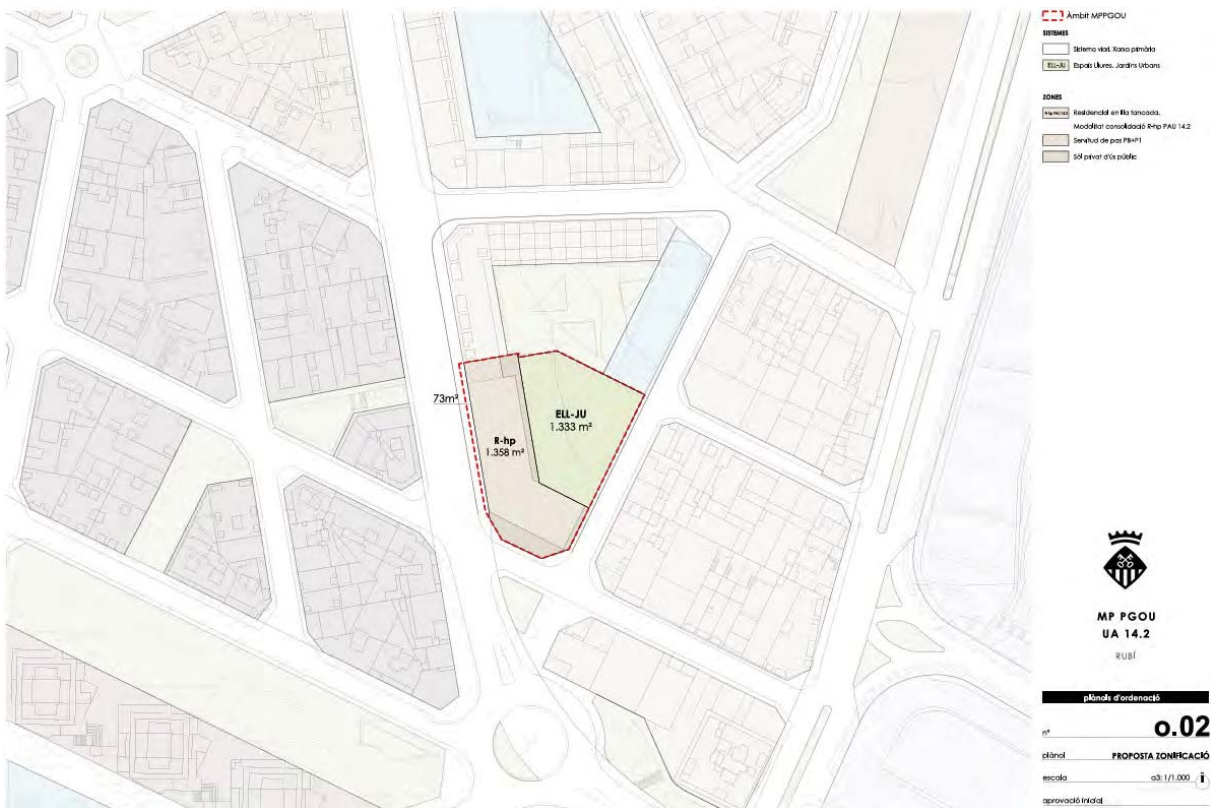 73m²
ELL-JU
1.333 m²
R-hp
1.358 m²
Àmbit MPPGOU
SISTEMES
Sistema viari. Xarxa primària
ELL-JU Espais Lliures. Jardins Urbans
ZONES
Residencial en illa tancada.
Modalitat consolidació R-hp PAU 14.2
Servitud de pas PB+P1
Sòl privat d'ús públic
MP PGOU
UA 14.2
RUBÍ
plànols d'ordenació
nº o.02
plànol PROPOSTA ZONIFICACIÓ
escala a3: 1/1.000
aprovació inicial